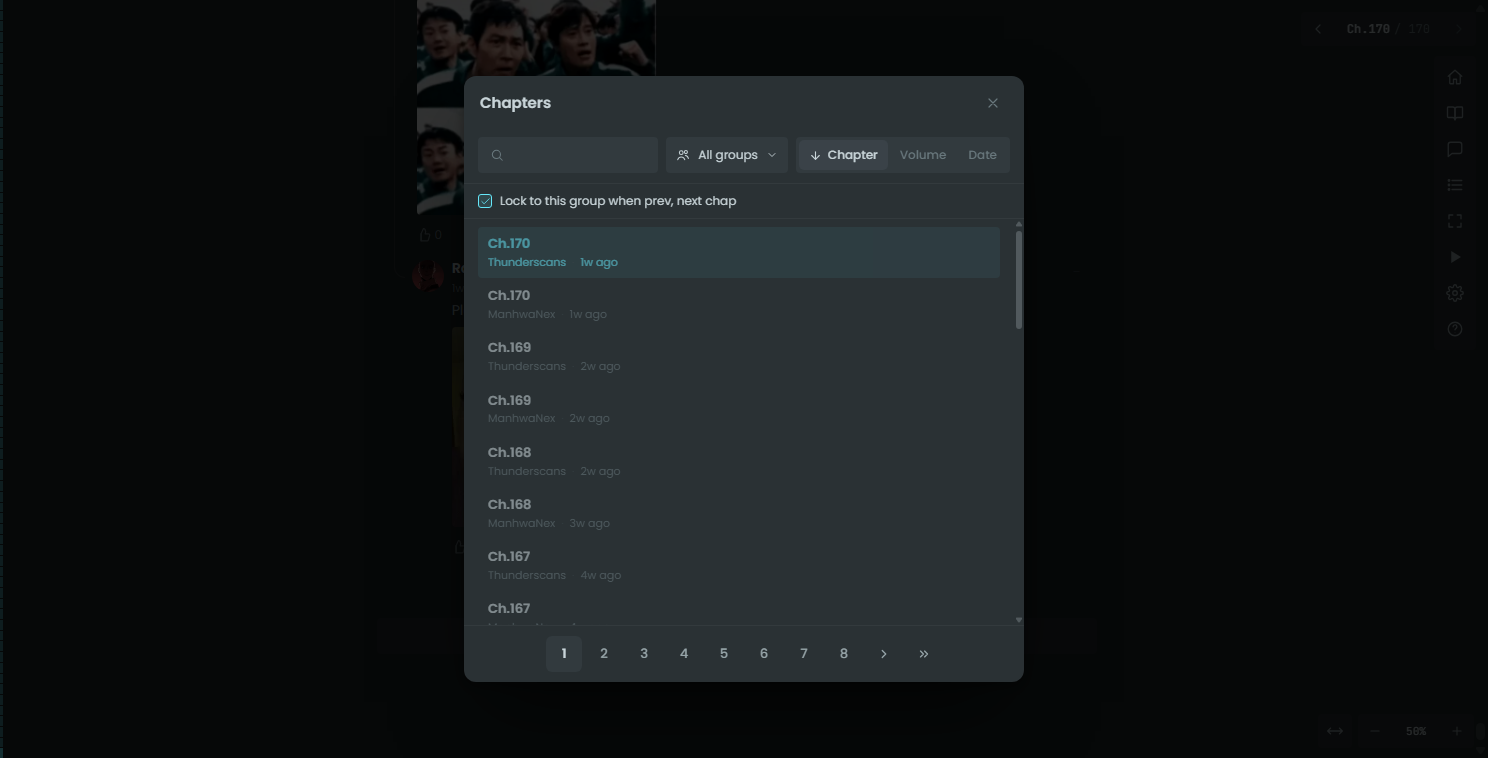 Ch.170 / 170
Chapters
All groups
Chapter
Volume
Date
Lock to this group when prev, next chap
Ch.170
Thunderscans 1w ago
Ch.170
ManhwaNex 1w ago
Ch.169
Thunderscans 2w ago
Ch.169
ManhwaNex 2w ago
Ch.168
Thunderscans 2w ago
Ch.168
ManhwaNex 3w ago
Ch.167
Thunderscans 4w ago
Ch.167
0
1 2 3 4 5 6 7 8
50%